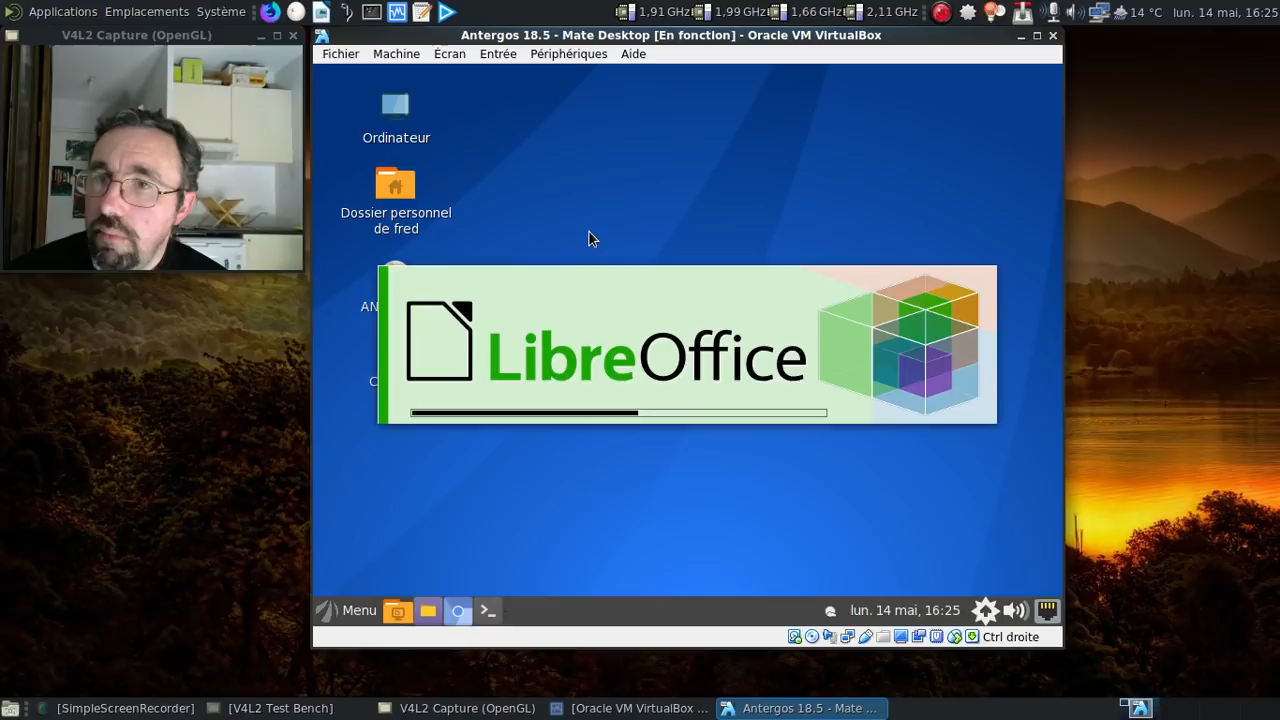 Applications Emplacements Système
1,91 GHz 1,99 GHz 1,66 GHz 2,11 GHz
14 °C lun. 14 mai, 16:25
V4L2 Capture (OpenGL)
Antergos 18.5 - Mate Desktop [En fonction] - Oracle VM VirtualBox
Fichier Machine Écran Entrée Périphériques Aide
Ordinateur
Dossier personnel
de fred
AN
C
LibreOffice
Menu
lun. 14 mai, 16:25
Ctrl droite
[SimpleScreenRecorder] [V4L2 Test Bench] V4L2 Capture (OpenGL) [Oracle VM VirtualBox ... Antergos 18.5 - Mate ...